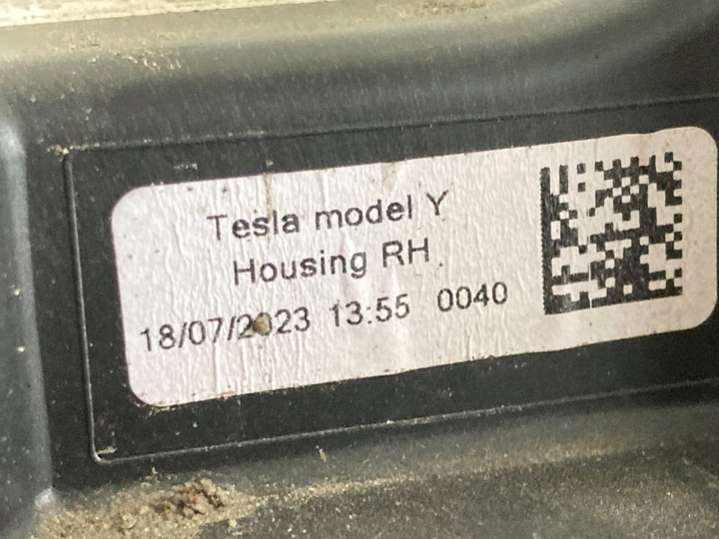 Tesla model Y
Housing RH
18/07/2023 13:55 0040